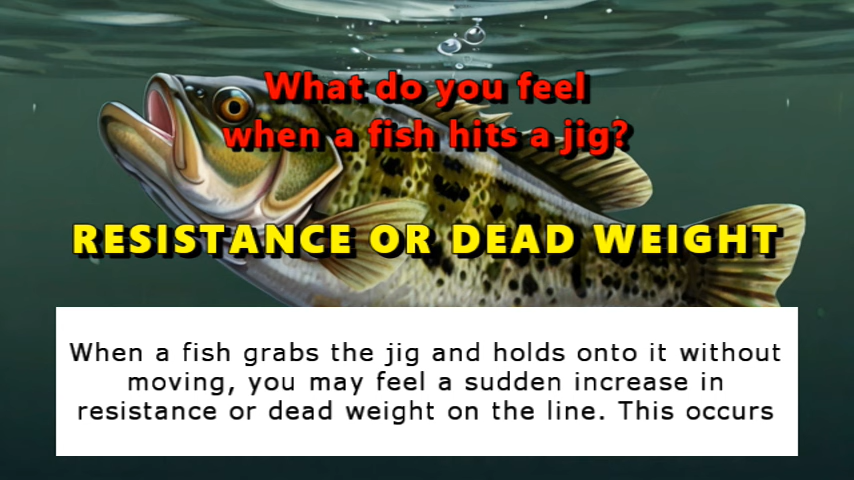 What do you feel
when a fish hits a jig?
RESISTANCE OR DEAD WEIGHT
When a fish grabs the jig and holds onto it without
moving, you may feel a sudden increase in
resistance or dead weight on the line. This occurs